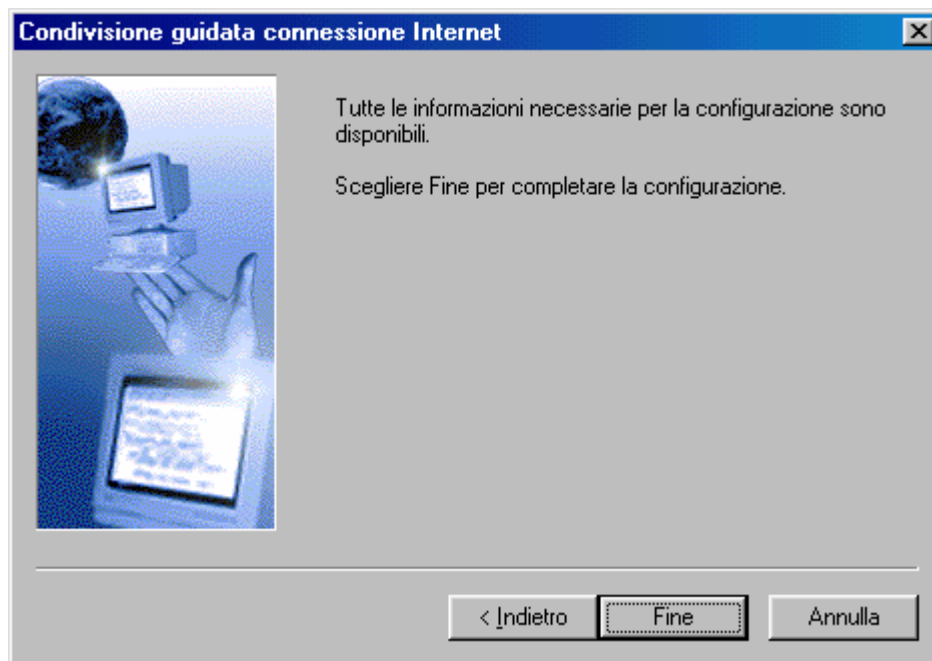 Condivisione guidata connessione Internet
Tutte le informazioni necessarie per la configurazione sono
disponibili.
Scegliere Fine per completare la configurazione.
< Indietro
Fine
Annulla